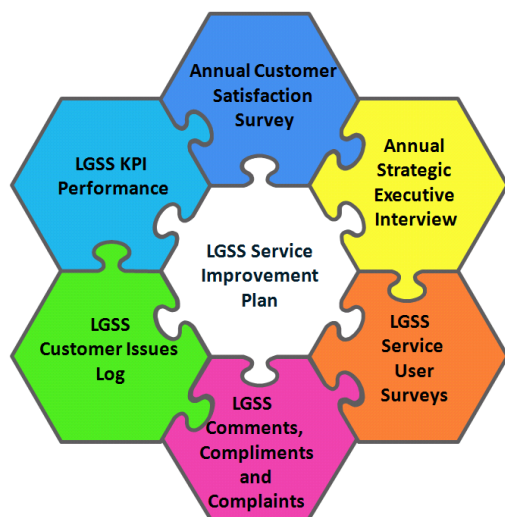 Annual Customer
Satisfaction
Survey
LGSS KPI
Performance
Annual
Strategic
Executive
Interview
LGSS Service
Improvement
Plan
LGSS
Customer Issues
Log
LGSS
Service
User
Surveys
LGSS
Comments,
Compliments
and
Complaints